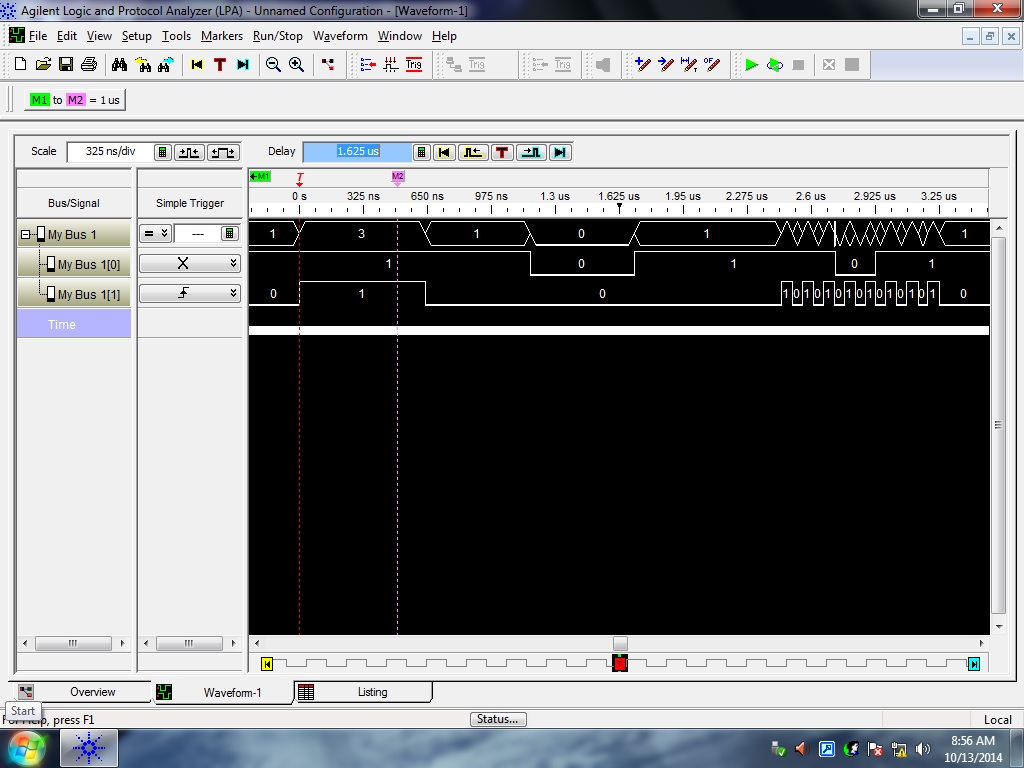 Agilent Logic and Protocol Analyzer (LPA) - Unnamed Configuration - [Waveform-1]
File Edit View Setup Tools Markers Run/Stop Markers Waveform Window Help
T Trig Trig Trig
M1 to M2 = 1 us
Scale 325 ns/div Delay 1.625 us T
M1 T M2
Bus/Signal Simple Trigger 0 s 325 ns 650 ns 975 ns 1.3 us 1.625 us 1.95 us 2.275 us 2.6 us 2.925 us 3.25 us
My Bus 1 = --- 1 3 1 0 1 1
My Bus 1[0] X 1 0 1 0 1
My Bus 1[1] 0 1 0 1 0 1 0 1 0 1 0 1 0 1 0 1 0 1 0
Time
T
Overview Waveform-1 Listing
Start
For Help, press F1 Status... Local
8:56 AM
10/13/2014